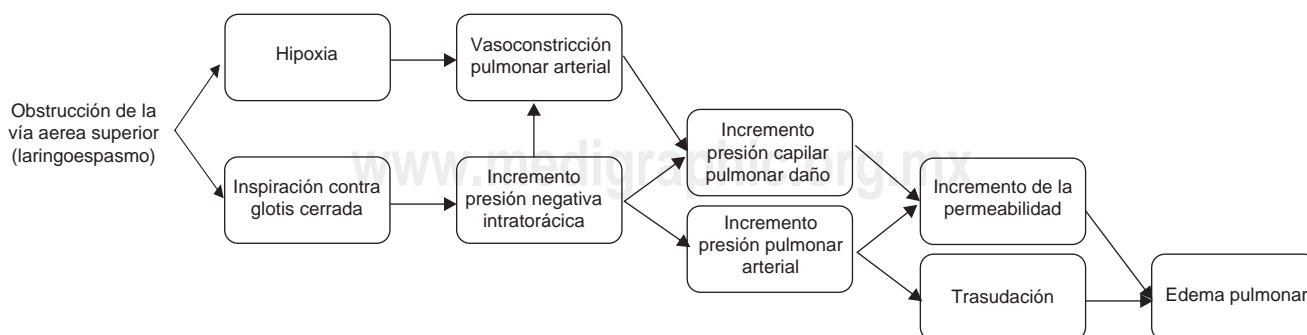 Obstrucción de la
vía aerea superior
(laringoespasmo)
Hipoxia
Vasoconstricción
pulmonar arterial
Inspiración contra
glotis cerrada
Incremento
presión negativa
intratorácica
Incremento
presión capilar
pulmonar daño
Incremento
presión pulmonar
arterial
Incremento de la
permeabilidad
Trasudación
Edema pulmonar
www.medigraphic.org.mx